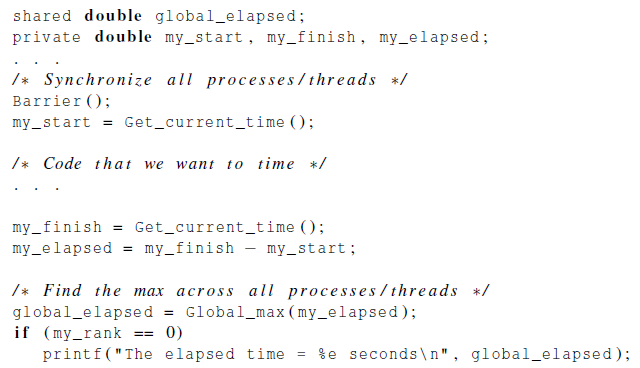 shared double global_elapsed;
private double my_start, my_finish, my_elapsed;
. . .
/* Synchronize all processes/threads */
Barrier();
my_start = Get_current_time();
/* Code that we want to time */
. . .
my_finish = Get_current_time();
my_elapsed = my_finish − my_start;
/* Find the max across all processes/threads */
global_elapsed = Global_max(my_elapsed);
if (my_rank == 0)
   printf("The elapsed time = %e seconds\n", global_elapsed);